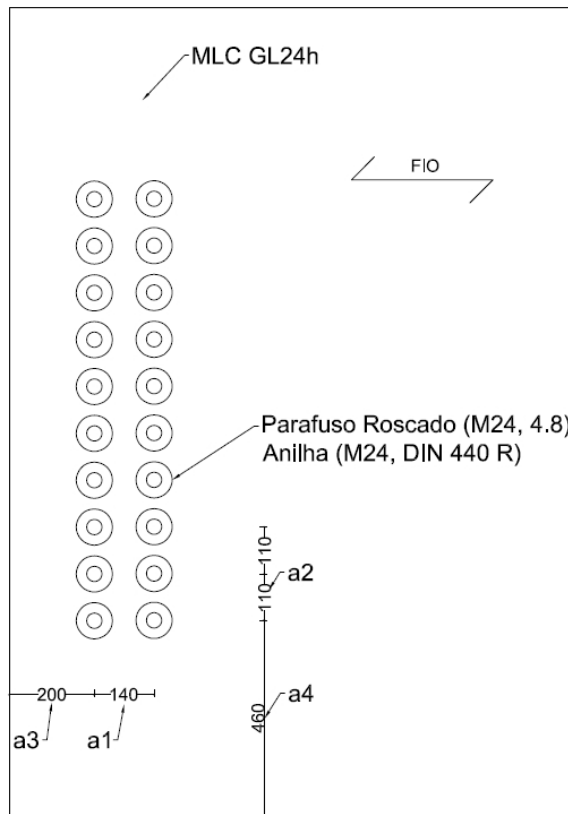 MLC GL24h
FIO
Parafuso Roscado (M24, 4.8)
Anilha (M24, DIN 440 R)
110
a2
110
a4
460
200
140
a3
a1